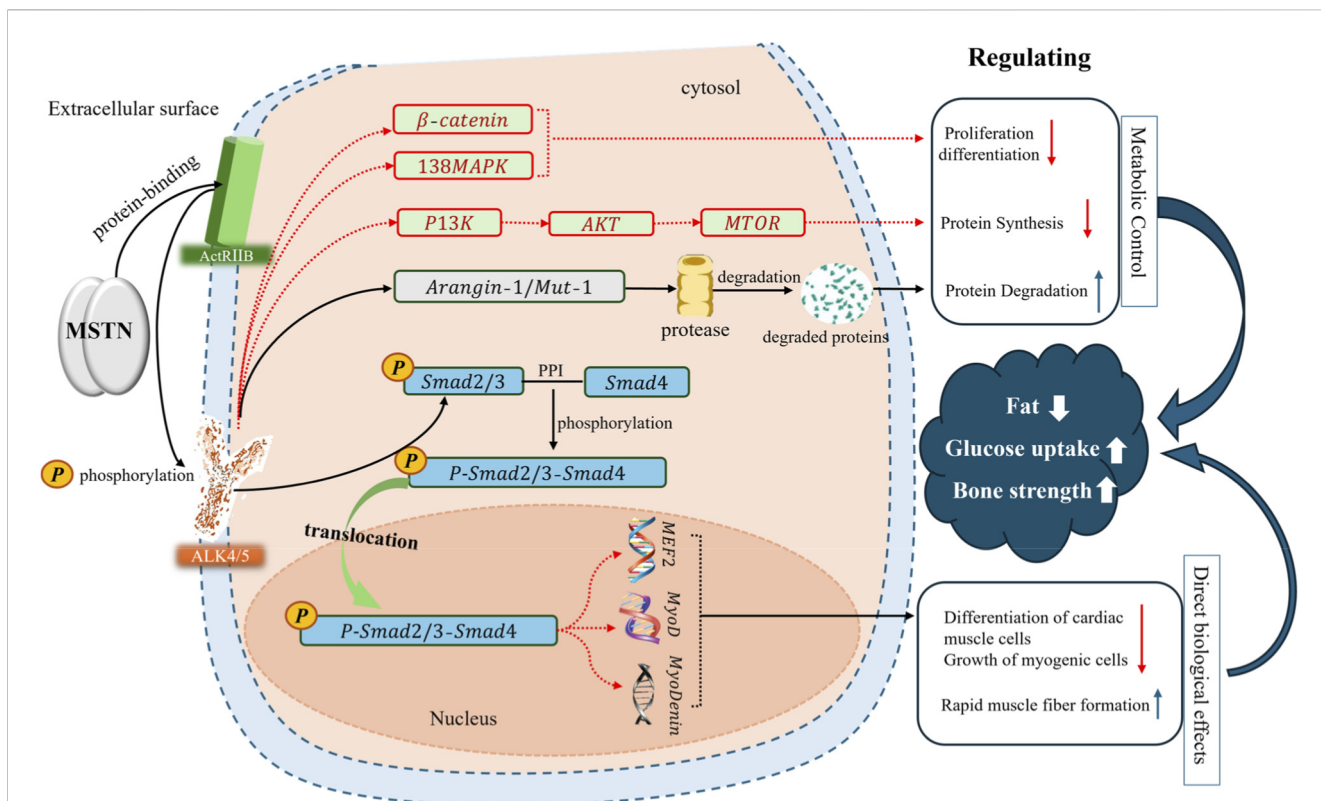 Regulating
Extracellular surface
cytosol
protein-binding
ActRIIB
MSTN
P
phosphorylation
ALK4/5
β-catenin
138MAPK
P13K
AKT
MTOR
Arangin-1/Mut-1
protease
degradation
degraded proteins
P
Smad2/3
PPI
Smad4
phosphorylation
P
P-Smad2/3-Smad4
translocation
P
P-Smad2/3-Smad4
MEF2
MyoD
MyoDenin
Nucleus
Proliferation
differentiation
Protein Synthesis
Protein Degradation
Metabolic Control
Fat
Glucose uptake
Bone strength
Differentiation of cardiac
muscle cells
Growth of myogenic cells
Rapid muscle fiber formation
Direct biological effects